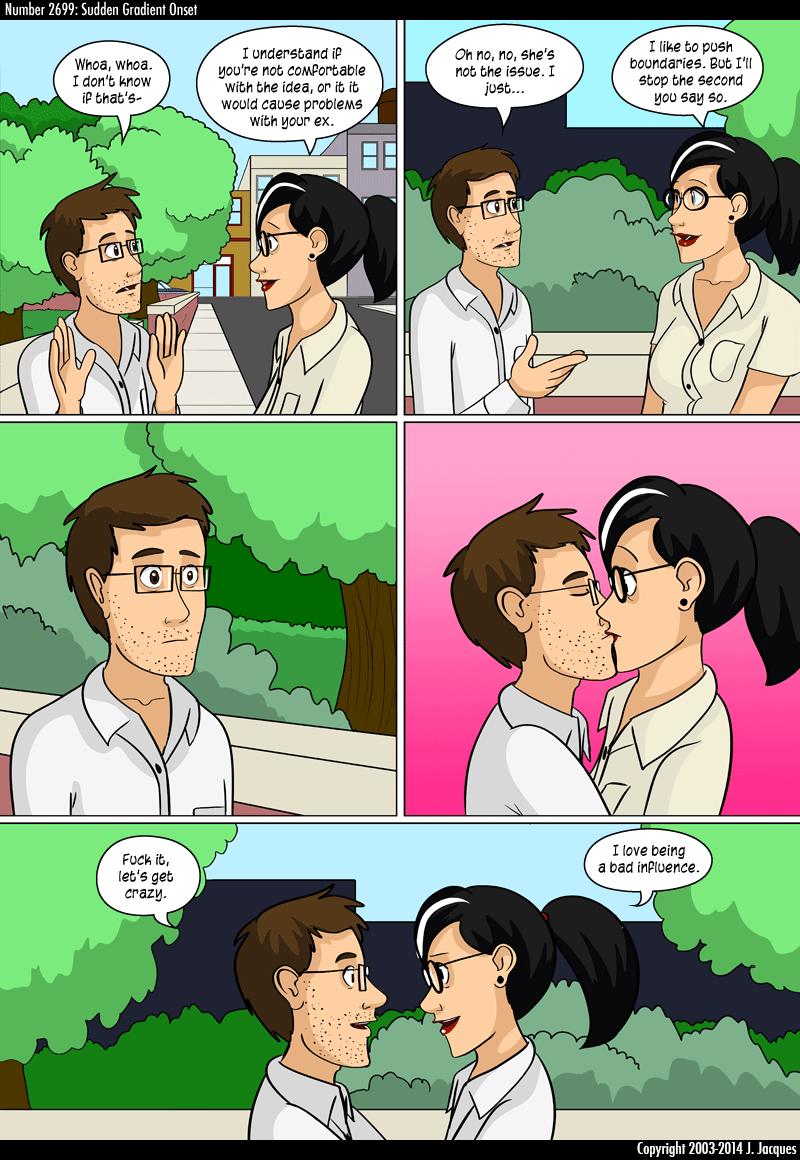 Number 2699: Sudden Gradient Onset
Whoa, whoa.
I don't know
if that's-
I understand if
you're not comfortable
with the idea, or it it
would cause problems
with your ex.
Oh no, no, she's
not the issue. I
just...
I like to push
boundaries. But I'll
stop the second
you say so.
Fuck it,
let's get
crazy.
I love being
a bad influence.
Copyright 2003-2014 J. Jacques